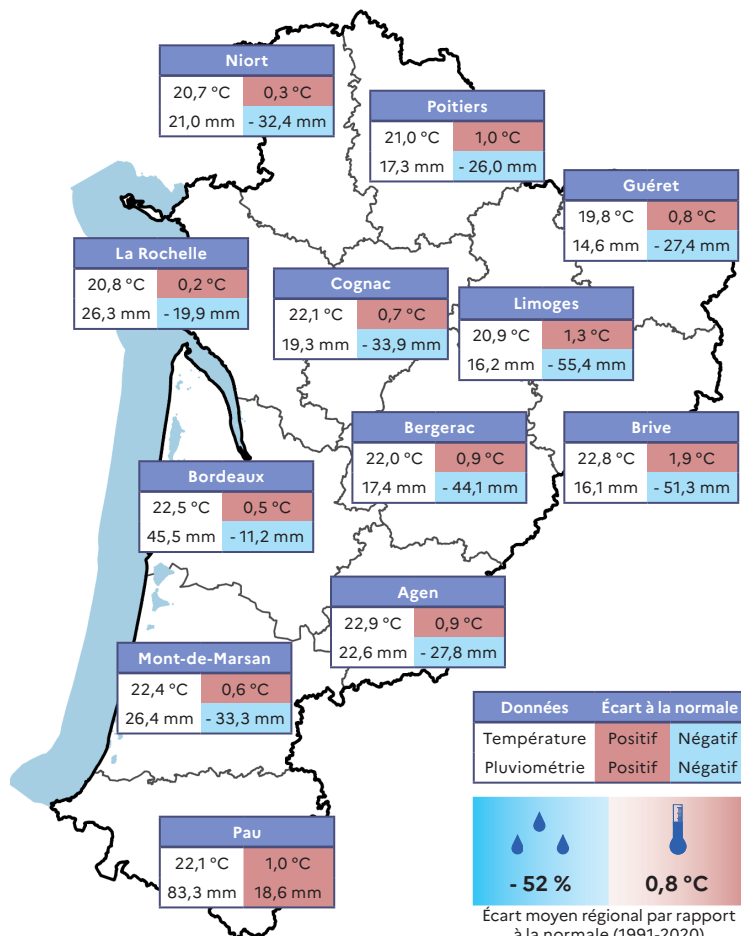 Niort
20,7 °C 0,3 °C
21,0 mm - 32,4 mm
Poitiers
21,0 °C 1,0 °C
17,3 mm - 26,0 mm
Guéret
19,8 °C 0,8 °C
14,6 mm - 27,4 mm
La Rochelle
20,8 °C 0,2 °C
26,3 mm - 19,9 mm
Cognac
22,1 °C 0,7 °C
19,3 mm - 33,9 mm
Limoges
20,9 °C 1,3 °C
16,2 mm - 55,4 mm
Bergerac
22,0 °C 0,9 °C
17,4 mm - 44,1 mm
Brive
22,8 °C 1,9 °C
16,1 mm - 51,3 mm
Bordeaux
22,5 °C 0,5 °C
45,5 mm - 11,2 mm
Agen
22,9 °C 0,9 °C
22,6 mm - 27,8 mm
Mont-de-Marsan
22,4 °C 0,6 °C
26,4 mm - 33,3 mm
Pau
22,1 °C 1,0 °C
83,3 mm 18,6 mm
Données Écart à la normale
Température Positif Négatif
Pluviométrie Positif Négatif
- 52 % 0,8 °C
Écart moyen régional par rapport
à la normale (1991-2020)